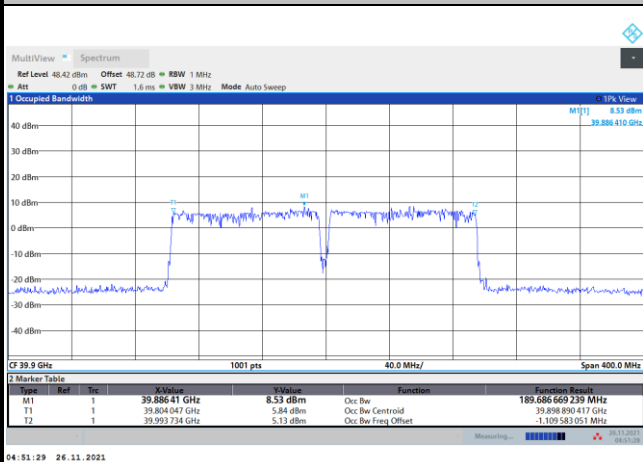 MultiView Spectrum
Ref Level 48.42 dBm Offset 48.72 dB RBW 1 MHz
Att 0 dB SWT 1.6 ms VBW 3 MHz Mode Auto Sweep
1 Occupied Bandwidth 1Pk View
M1[1] 8.53 dBm
39.886 410 GHz
40 dBm
30 dBm
20 dBm
M1
T1 T2
10 dBm
0 dBm
-10 dBm
-20 dBm
-30 dBm
-40 dBm
CF 39.9 GHz 1001 pts 40.0 MHz/ Span 400.0 MHz
2 Marker Table
Type Ref Trc X-Value Y-Value Function Function Result
M1 1 39.886 41 GHz 8.53 dBm Occ Bw 189.686 669 239 MHz
T1 1 39.804 047 GHz 5.84 dBm Occ Bw Centroid 39.898 890 417 GHz
T2 1 39.993 734 GHz 5.13 dBm Occ Bw Freq Offset -1.109 583 051 MHz
Measuring... 26.11.2021
04:51:28
04:51:29 26.11.2021